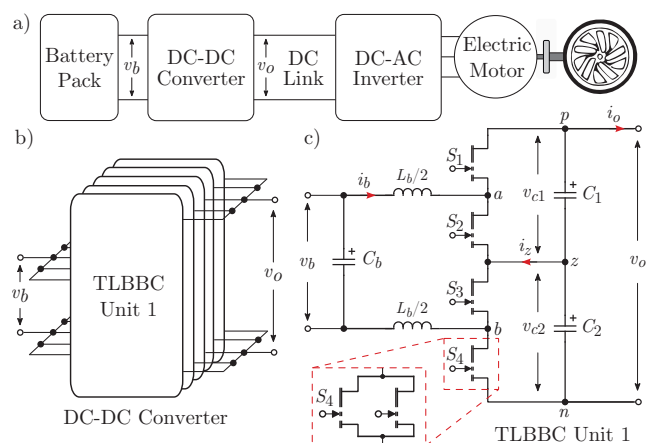 a)
Battery
Pack
v_b
DC-DC
Converter
v_o
DC
Link
DC-AC
Inverter
Electric
Motor
b)
TLBBC
Unit 1
v_b
v_o
DC-DC Converter
c)
p
i_o
S_1
L_b/2
i_b
a
v_c1
C_1
S_2
v_b
C_b
i_z
z
v_o
S_3
L_b/2
b
v_c2
C_2
S_4
S_4
n
TLBBC Unit 1